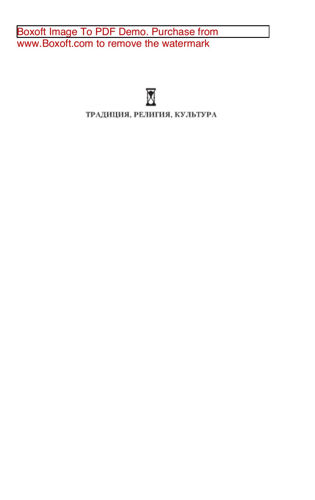 Boxoft Image To PDF Demo. Purchase from
www.Boxoft.com to remove the watermark
ТРАДИЦИЯ, РЕЛИГИЯ, КУЛЬТУРА